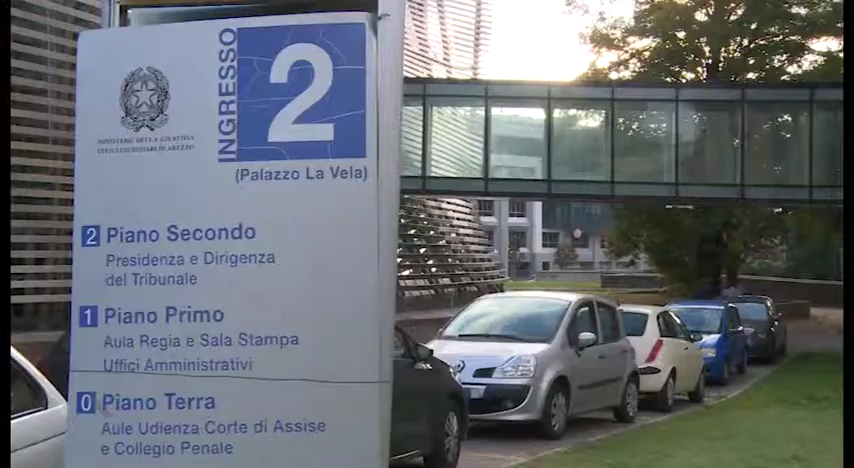 INGRESSO
2
MINISTERO DELLA GIUSTIZIA
UFFICI GIUDIZIARI DI AREZZO
(Palazzo La Vela)
2 Piano Secondo
Presidenza e Dirigenza
del Tribunale
1 Piano Primo
Aula Regia e Sala Stampa
Uffici Amministrativi
0 Piano Terra
Aule Udienza Corte di Assise
e Collegio Penale